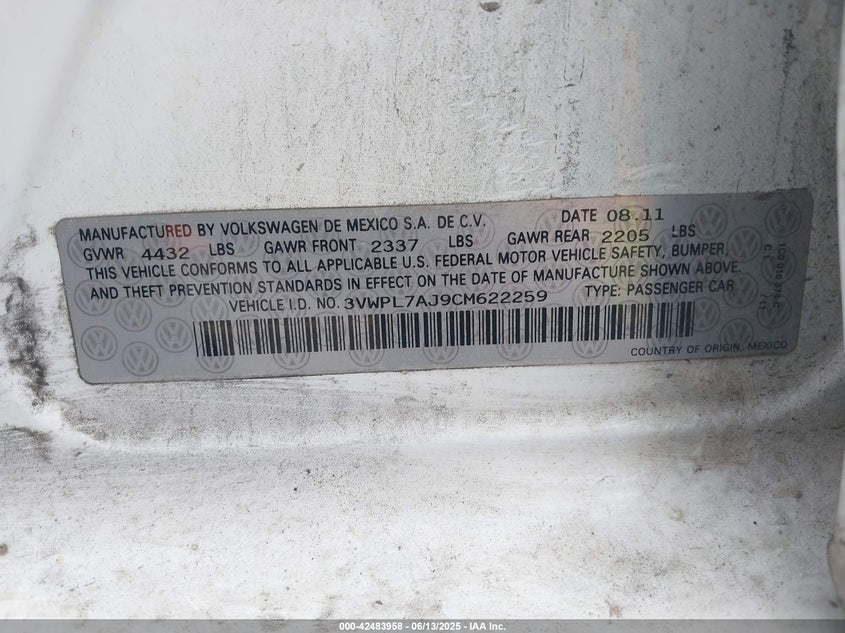 MANUFACTURED BY VOLKSWAGEN DE MEXICO S.A. DE C.V. DATE 08.11
GVWR 4432 LBS GAWR FRONT 2337 LBS GAWR REAR 2205 LBS
THIS VEHICLE CONFORMS TO ALL APPLICABLE U.S. FEDERAL MOTOR VEHICLE SAFETY, BUMPER,
AND THEFT PREVENTION STANDARDS IN EFFECT ON THE DATE OF MANUFACTURE SHOWN ABOVE.
VEHICLE I.D. NO. 3VWPL7AJ9CM622259 TYPE: PASSENGER CAR
COUNTRY OF ORIGIN: MEXICO
000-42483958 - 06/13/2025 - IAA Inc.